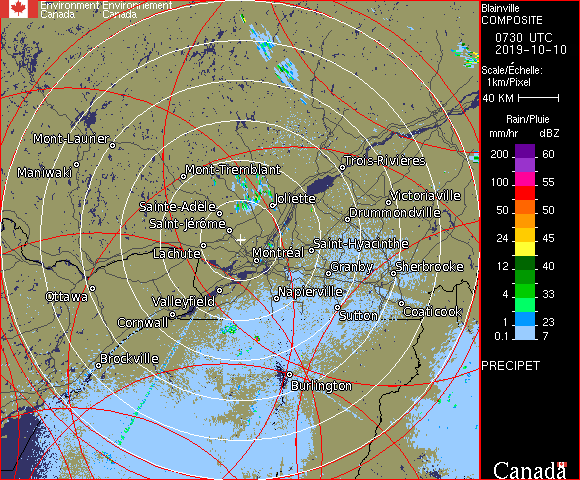 Environment Environnement
Canada Canada
Mont-Laurier
Maniwaki
Mont-Tremblant
Trois-Rivières
Joliette
Sainte-Adèle
Saint-Jérôme
Victoriaville
Drummondville
Lachute
Montréal
Saint-Hyacinthe
Granby
Sherbrooke
Ottawa
Valleyfield
Napierville
Cornwall
Sutton
Coaticook
Brockville
Burlington
Blainville
COMPOSITE
0730 UTC
2019-10-10
Scale/Échelle:
1km/Pixel
40 KM
Rain/Pluie
mm/hr dBZ
200 60
100 55
50 50
24 45
12 40
4 33
1 23
0.1 7
PRECIPET
Canada